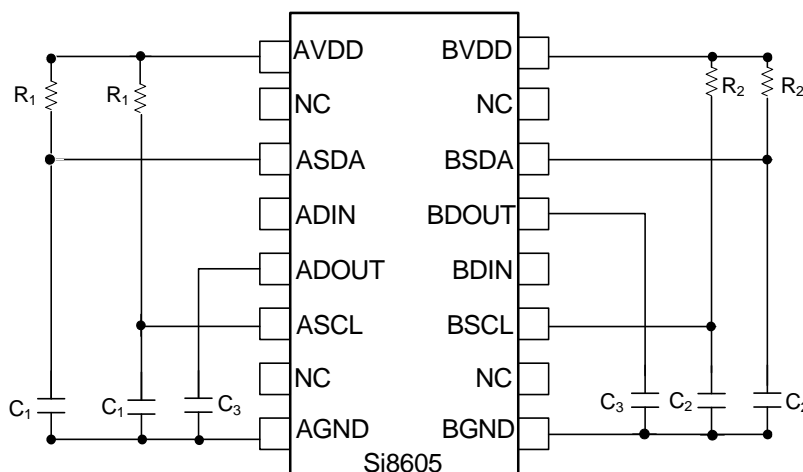 AVDD BVDD
R1 R1 R2 R2
NC NC
ASDA BSDA
ADIN BDOUT
ADOUT BDIN
ASCL BSCL
NC NC
C1 C1 C3 C3 C2 C2
AGND BGND
Si8605